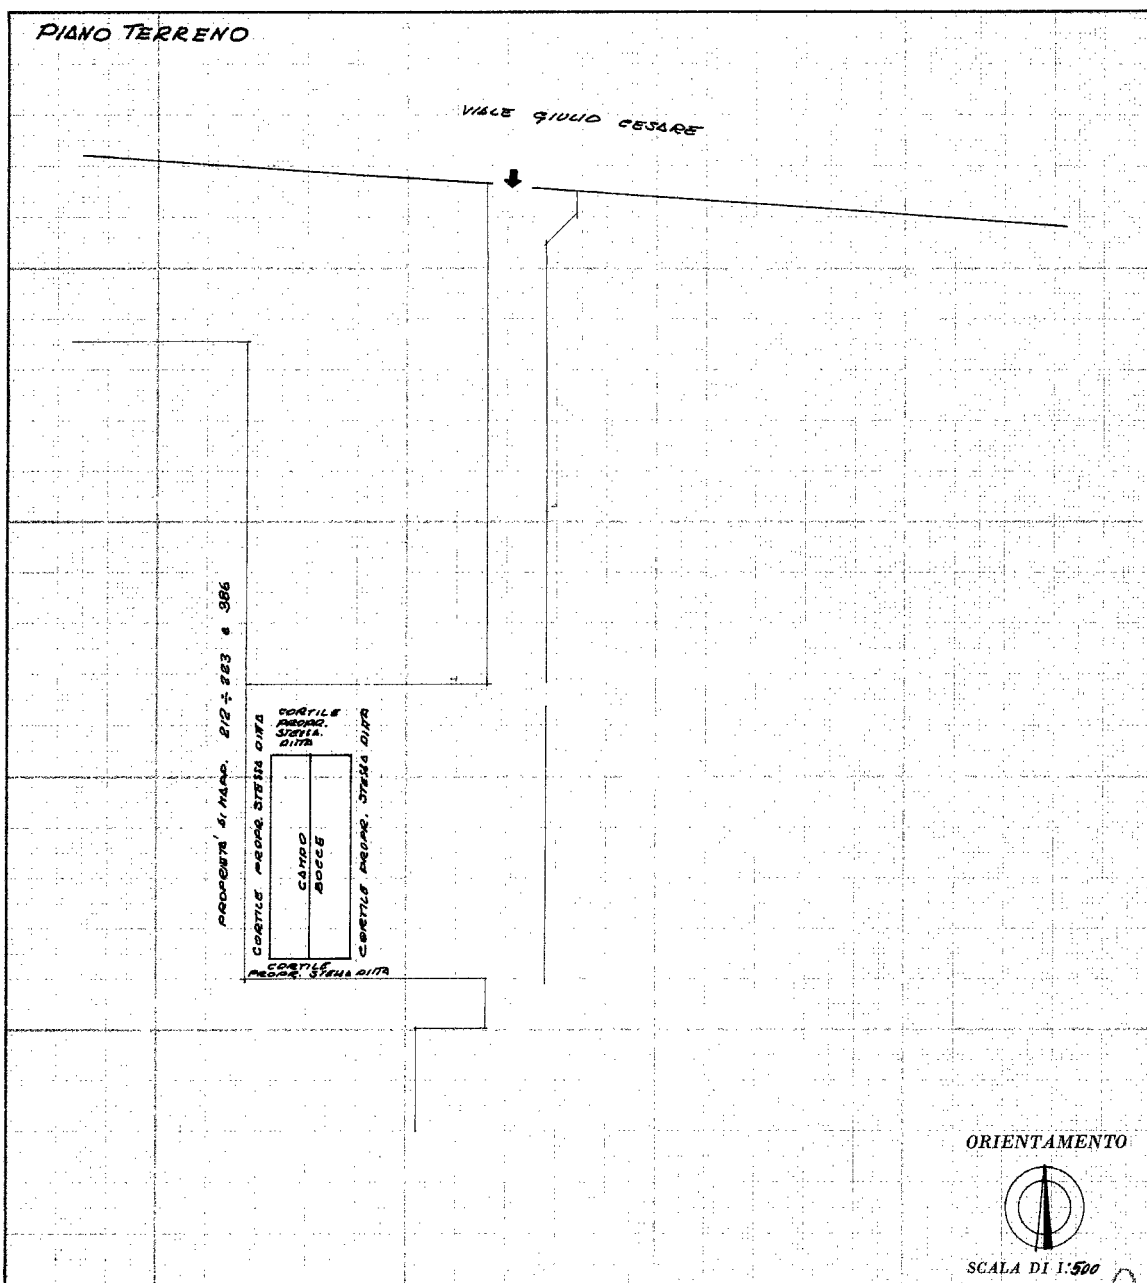 PIANO TERRENO
VIALE GIULIO CESARE
PROPRIETA' DI MAPP. 212 ÷ 223 e 386
CORTILE PROPR. STESSA DITTA
CORTILE
PROPR.
STESSA
DITTA
CAMPO
BOCCE
CORTILE PROPR. STESSA DITTA
CORTILE
PROPR. STESSA DITTA
ORIENTAMENTO
SCALA DI 1:500